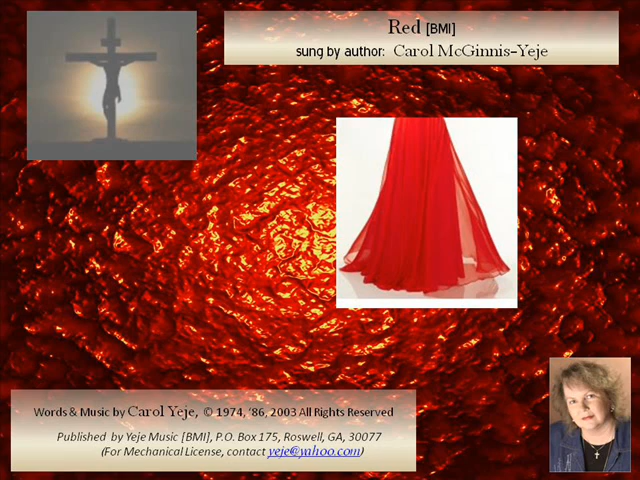 Red [BMI]
sung by author: Carol McGinnis-Yeje
Words & Music by Carol Yeje, © 1974, ‘86, 2003 All Rights Reserved
Published by Yeje Music [BMI], P.O. Box 175, Roswell, GA, 30077
(For Mechanical License, contact yeje@yahoo.com)